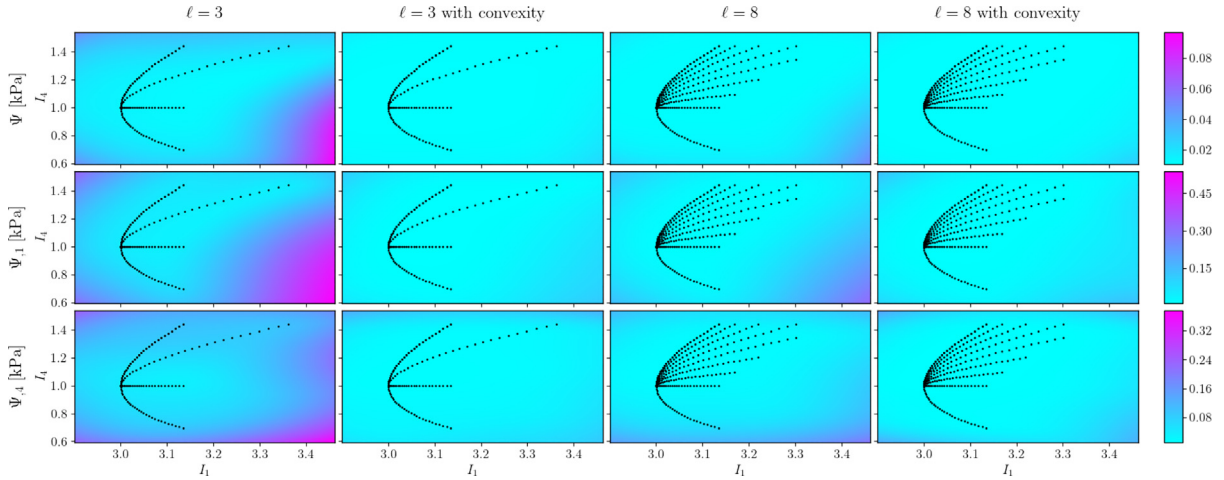 ℓ = 3
ℓ = 3 with convexity
ℓ = 8
ℓ = 8 with convexity
Ψ [kPa]
I₄
1.4
1.2
1.0
0.8
0.6
0.08
0.06
0.04
0.02
Ψ,₁ [kPa]
I₄
1.4
1.2
1.0
0.8
0.6
0.45
0.30
0.15
Ψ,₄ [kPa]
I₄
1.4
1.2
1.0
0.8
0.6
0.32
0.24
0.16
0.08
3.0 3.1 3.2 3.3 3.4 3.0 3.1 3.2 3.3 3.4 3.0 3.1 3.2 3.3 3.4 3.0 3.1 3.2 3.3 3.4
I₁ I₁ I₁ I₁